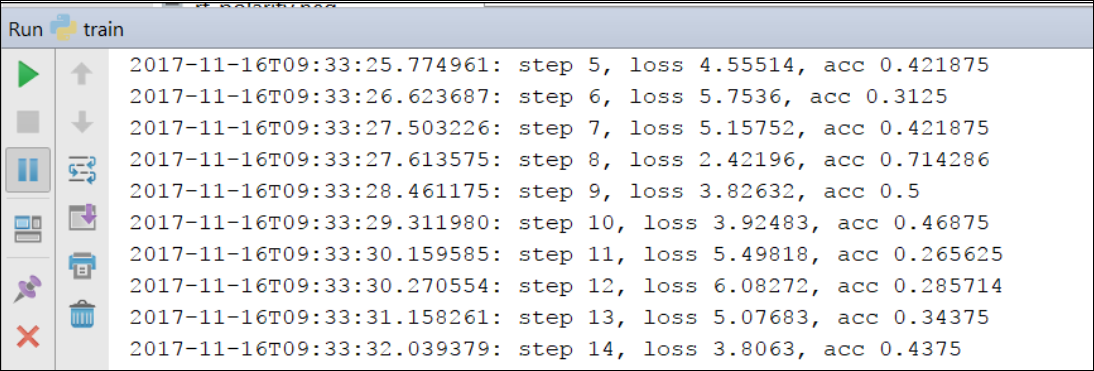 rt-polarity.neg
Run train
2017-11-16T09:33:25.774961: step 5, loss 4.55514, acc 0.421875
2017-11-16T09:33:26.623687: step 6, loss 5.7536, acc 0.3125
2017-11-16T09:33:27.503226: step 7, loss 5.15752, acc 0.421875
2017-11-16T09:33:27.613575: step 8, loss 2.42196, acc 0.714286
2017-11-16T09:33:28.461175: step 9, loss 3.82632, acc 0.5
2017-11-16T09:33:29.311980: step 10, loss 3.92483, acc 0.46875
2017-11-16T09:33:30.159585: step 11, loss 5.49818, acc 0.265625
2017-11-16T09:33:30.270554: step 12, loss 6.08272, acc 0.285714
2017-11-16T09:33:31.158261: step 13, loss 5.07683, acc 0.34375
2017-11-16T09:33:32.039379: step 14, loss 3.8063, acc 0.4375